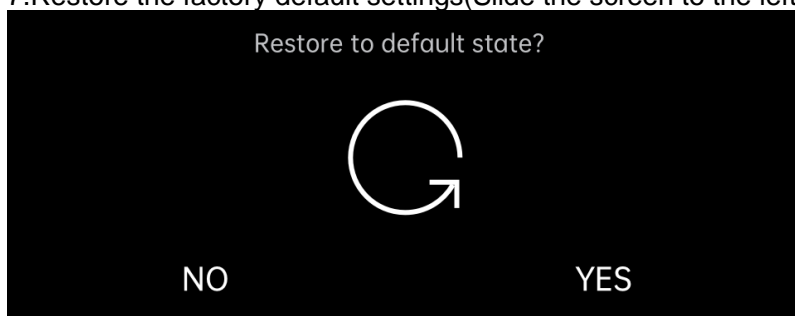 7.Restore the factory default settings(Slide the screen to the left
Restore to default state?
NO YES